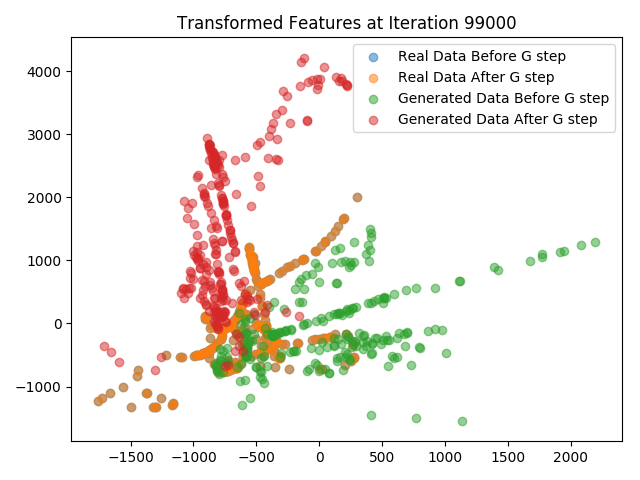 Transformed Features at Iteration 99000
Real Data Before G step
Real Data After G step
Generated Data Before G step
Generated Data After G step
4000
3000
2000
1000
0
−1000
−1500 −1000 −500 0 500 1000 1500 2000